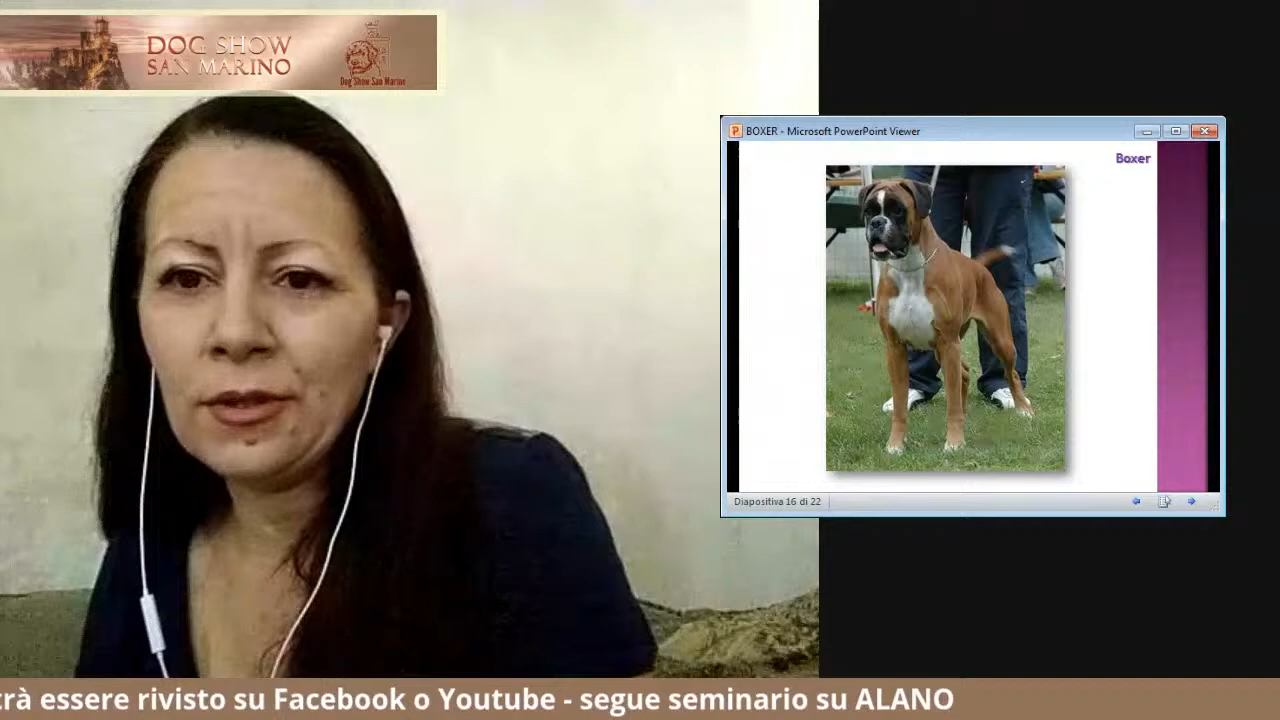 DOG SHOW
SAN MARINO
Dog Show San Marino
BOXER - Microsoft PowerPoint Viewer
Boxer
Diapositiva 16 di 22
trà essere rivisto su Facebook o Youtube - segue seminario su ALANO